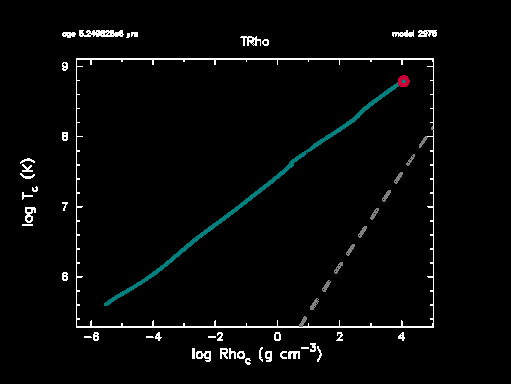 age 5.249825e6 yrs
model 2975
TRho
9
8
7
6
log T_c (K)
-6 -4 -2 0 2 4
log Rho_c (g cm^-3)